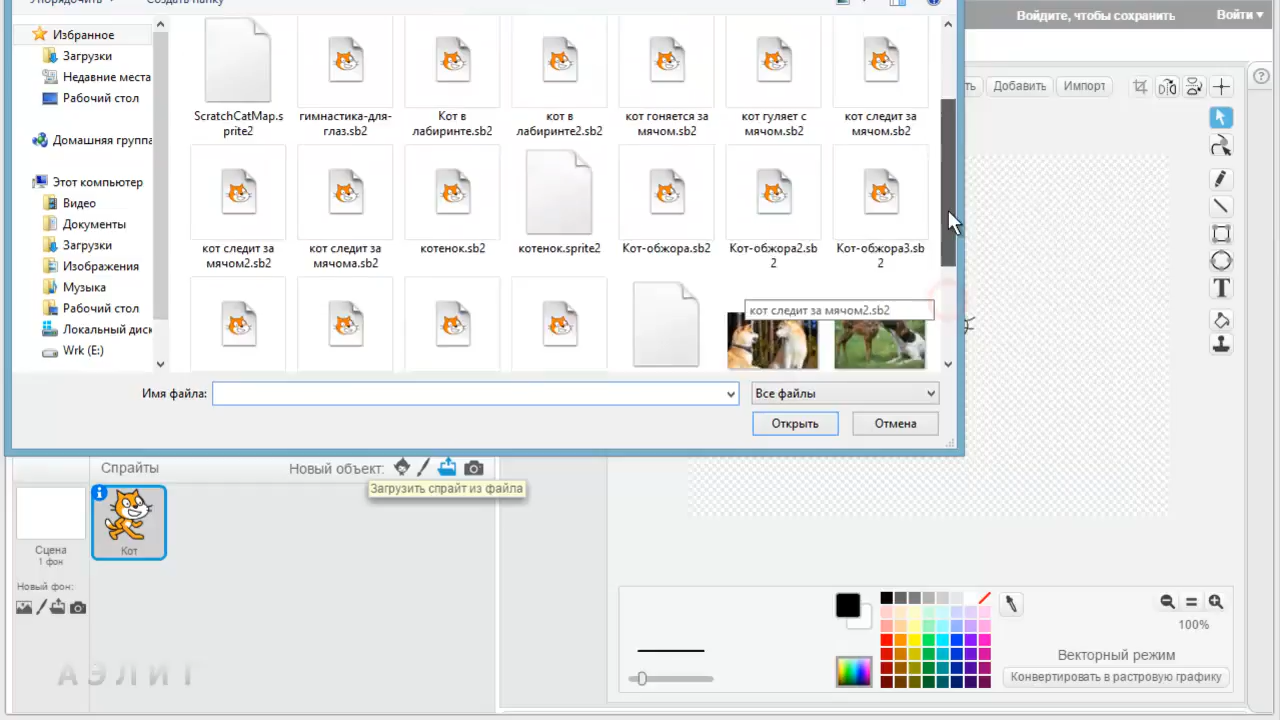 Упорядочить
Создать папку
Войдите, чтобы сохранить
Войти
Избранное
Загрузки
Недавние места
Рабочий стол
Домашняя группа
Этот компьютер
Видео
Документы
Загрузки
Изображения
Музыка
Рабочий стол
Локальный диск
Wrk (E:)
ScratchCatMap.s
prite2
гимнастика-для-
глаз.sb2
Кот в
лабиринте.sb2
кот в
лабиринте2.sb2
кот гоняется за
мячом.sb2
кот гуляет с
мячом.sb2
кот следит за
мячом.sb2
кот следит за
мячом2.sb2
кот следит за
мячома.sb2
котенок.sb2
котенок.sprite2
Кот-обжора.sb2
Кот-обжора2.sb
2
Кот-обжора3.sb
2
кот следит за мячом2.sb2
Имя файла:
Все файлы
Открыть
Отмена
ть
Добавить
Импорт
T
Спрайты
Новый объект:
Загрузить спрайт из файла
Сцена
1 фон
Кот
Новый фон:
100%
Векторный режим
Конвертировать в растровую графику
АЭЛИТ